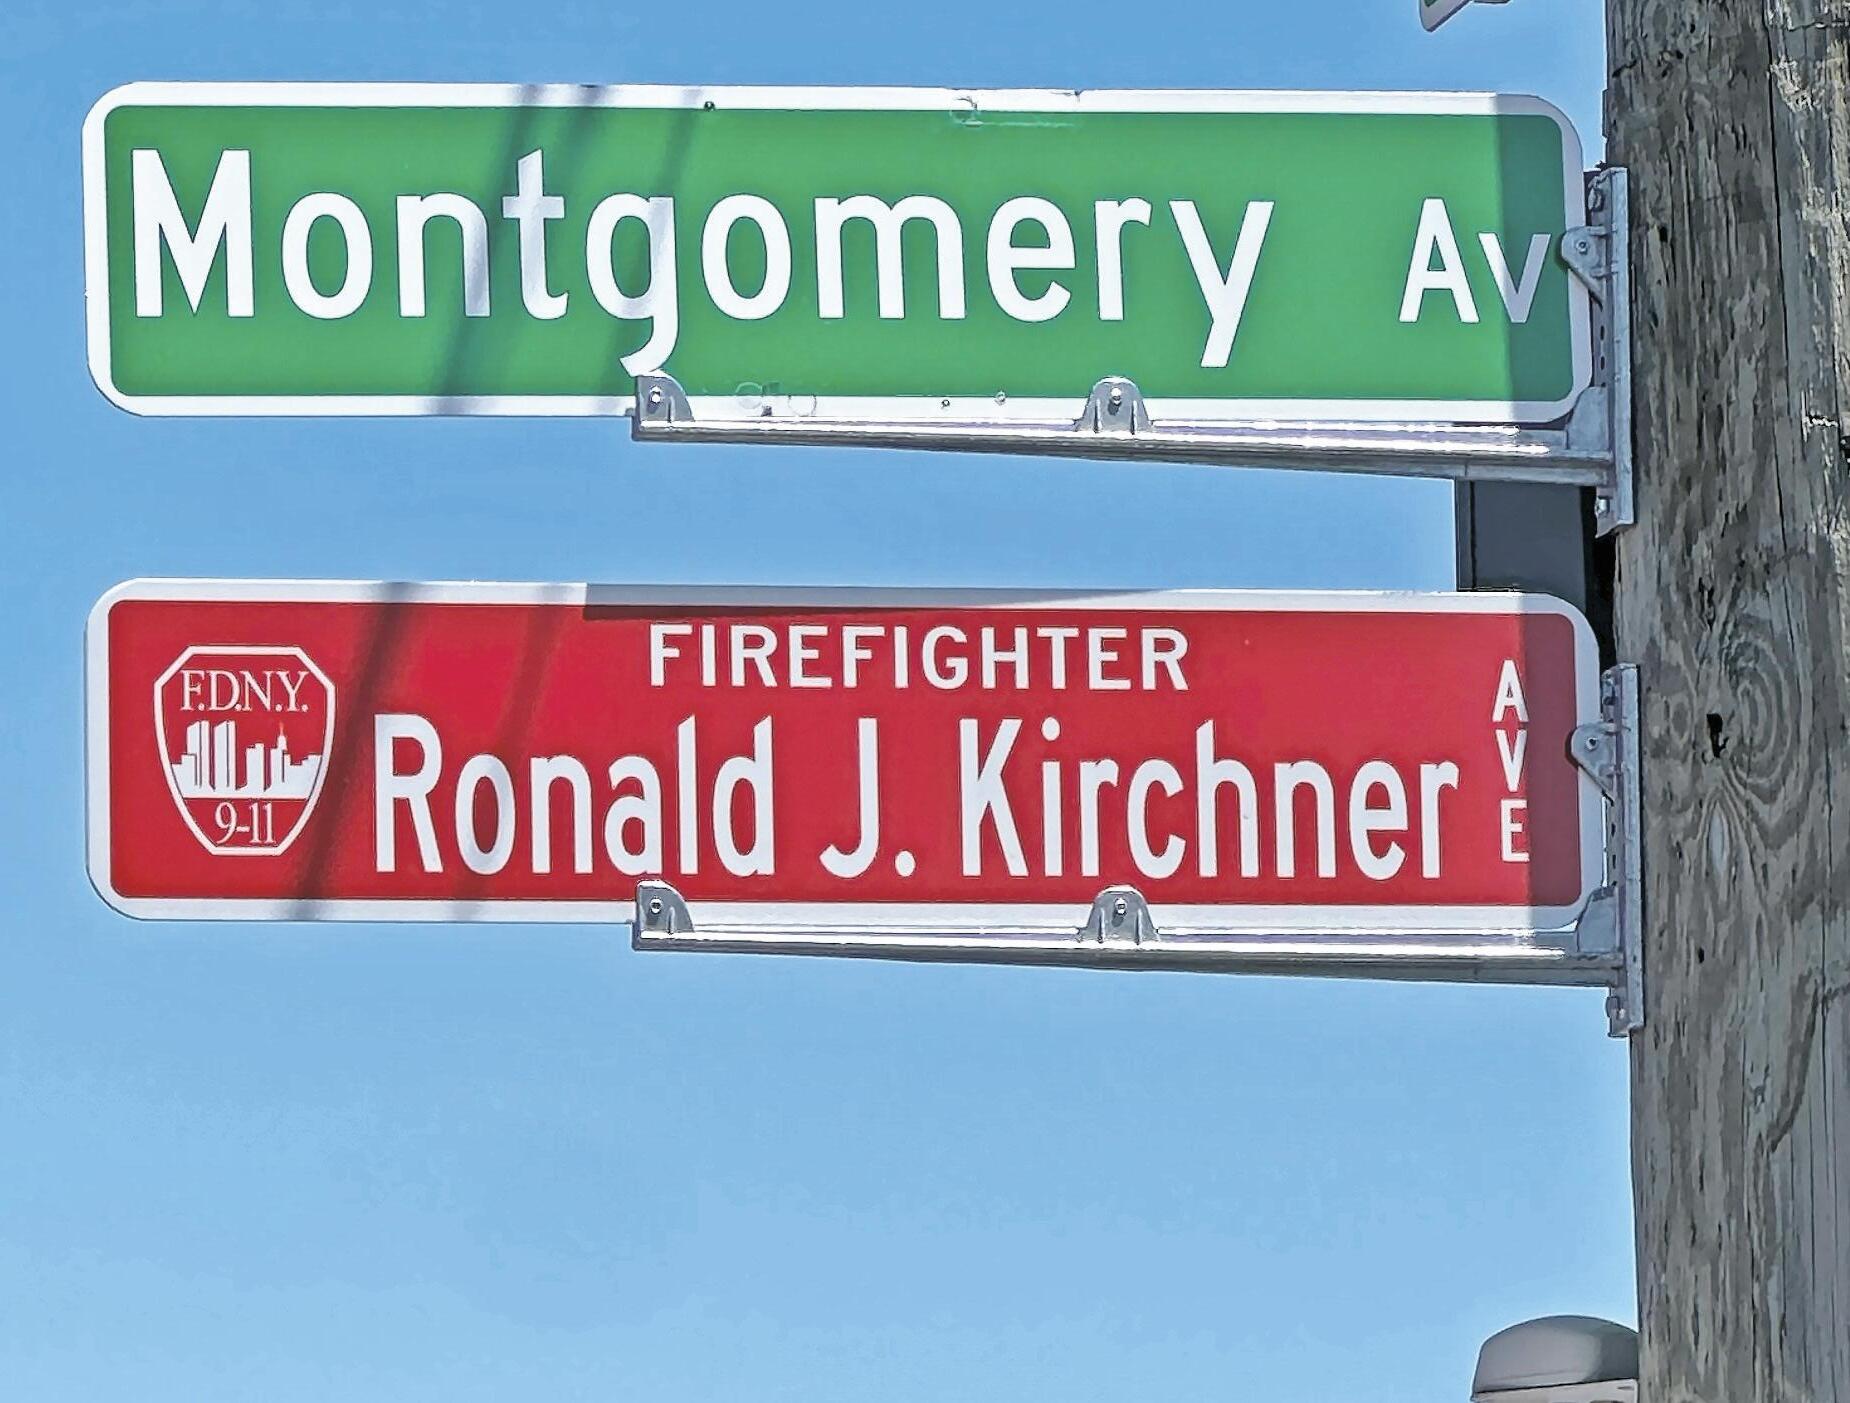 Montgomery Av
FIREFIGHTER
F.D.N.Y.
9-11
Ronald J. Kirchner
AVE